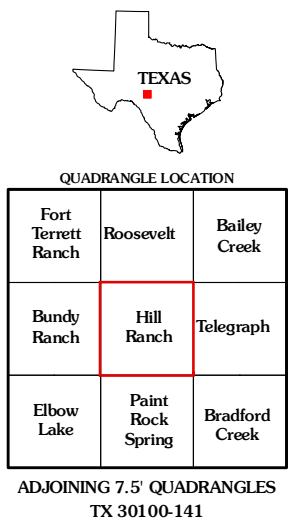 TEXAS
QUADRANGLE LOCATION
Fort
Terrett
Ranch
Roosevelt
Bailey
Creek
Bundy
Ranch
Hill
Ranch
Telegraph
Elbow
Lake
Paint
Rock
Spring
Bradford
Creek
ADJOINING 7.5' QUADRANGLES
TX 30100-141